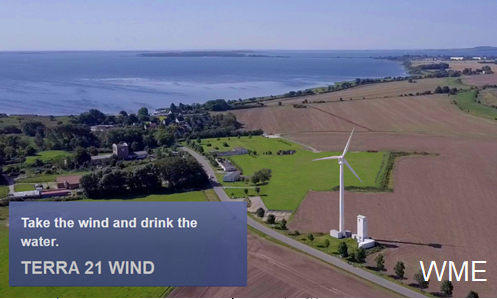 Take the wind and drink the
water.
TERRA 21 WIND
WME